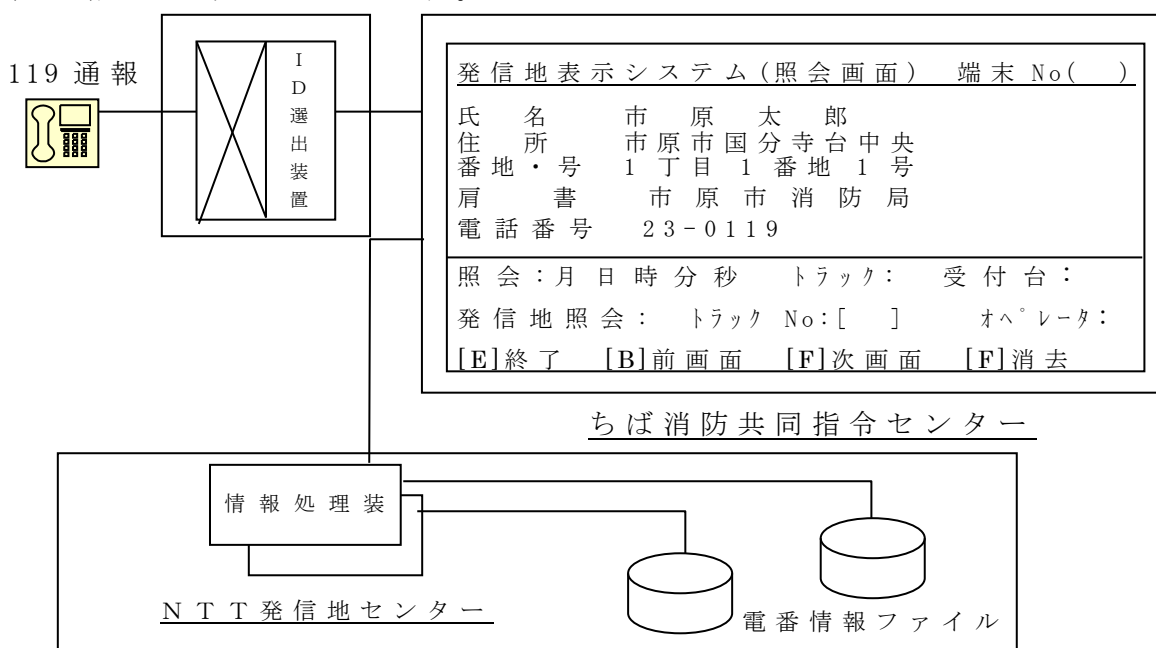 119 通報
ID選出装置
発信地表示システム(照会画面) 端末 No( )
氏名 市原太郎
住所 市原市国分寺台中央
番地・号 1丁目1番地1号
肩書 市原市消防局
電話番号 23-0119
照会:月日時分秒 トラック: 受付台:
発信地照会: トラック No:[ ] オペレータ:
[E]終了 [B]前画面 [F]次画面 [F]消去
ちば消防共同指令センター
情報処理装
NTT発信地センター
電番情報ファイル